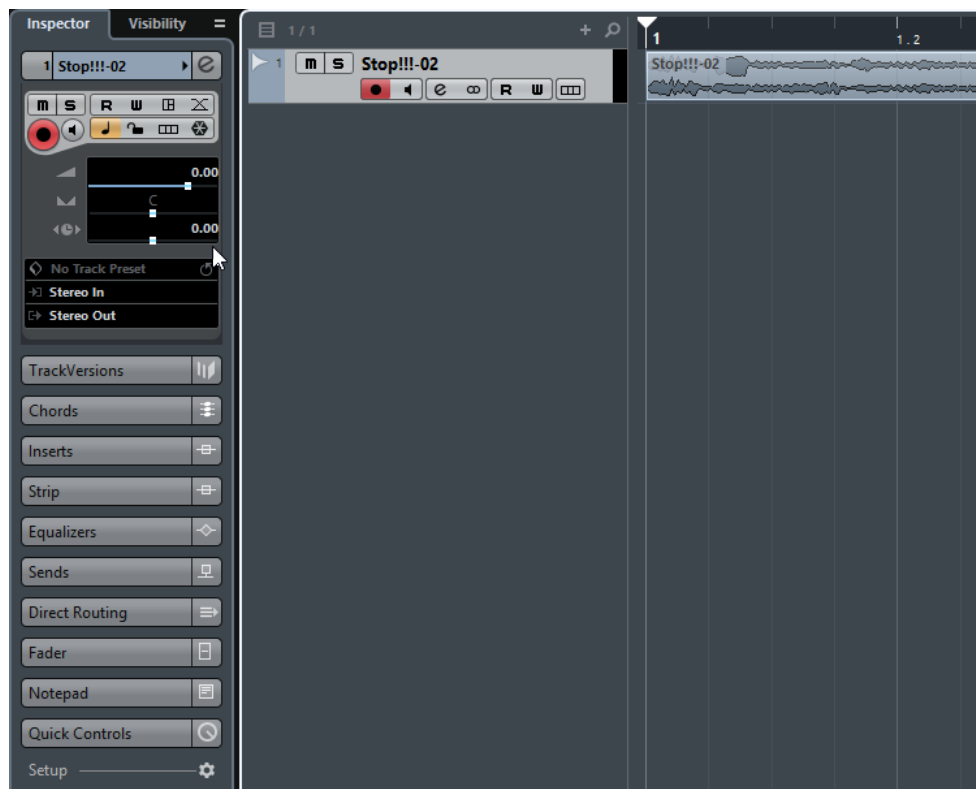 Inspector Visibility
1/1
1
1.2
1 Stop!!!-02 e
1 m S Stop!!!-02
Stop!!!-02
e R W
m S R W
0.00
C
0.00
No Track Preset
Stereo In
Stereo Out
TrackVersions
Chords
Inserts
Strip
Equalizers
Sends
Direct Routing
Fader
Notepad
Quick Controls
Setup